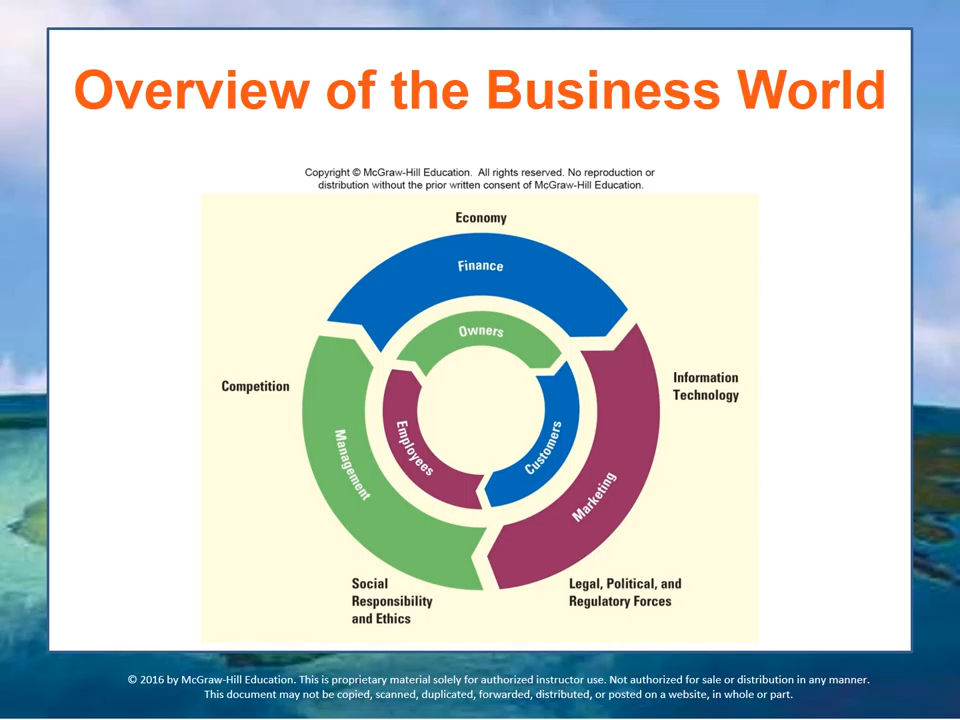 Overview of the Business World
Copyright © McGraw-Hill Education. All rights reserved. No reproduction or
distribution without the prior written consent of McGraw-Hill Education.
Economy
Finance
Owners
Competition
Information
Technology
Employees
Customers
Management
Marketing
Social
Responsibility
and Ethics
Legal, Political, and
Regulatory Forces
© 2016 by McGraw-Hill Education. This is proprietary material solely for authorized instructor use. Not authorized for sale or distribution in any manner.
This document may not be copied, scanned, duplicated, forwarded, distributed, or posted on a website, in whole or part.